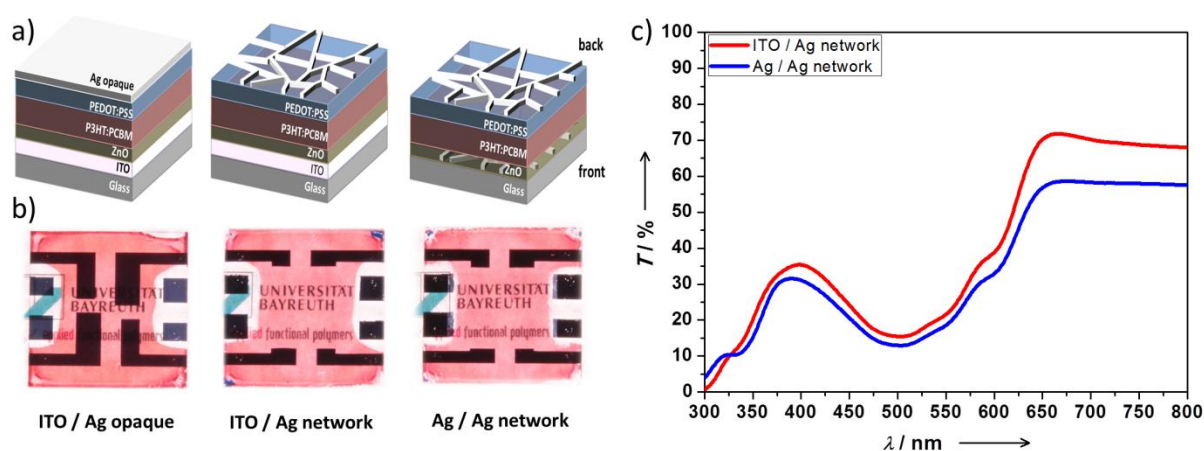 a)
Ag opaque
PEDOT:PSS
P3HT:PCBM
ZnO
ITO
Glass
PEDOT:PSS
P3HT:PCBM
ZnO
ITO
Glass
back
PEDOT:PSS
P3HT:PCBM
ZnO
Glass
front
b)
UNIVERSITÄT
BAYREUTH
applied functional polymers
UNIVERSITÄT
BAYREUTH
applied functional polymers
UNIVERSITÄT
BAYREUTH
applied functional polymers
ITO / Ag opaque
ITO / Ag network
Ag / Ag network
c)
ITO / Ag network
Ag / Ag network
T / %
100
90
80
70
60
50
40
30
20
10
0
300 350 400 450 500 550 600 650 700 750 800
λ / nm